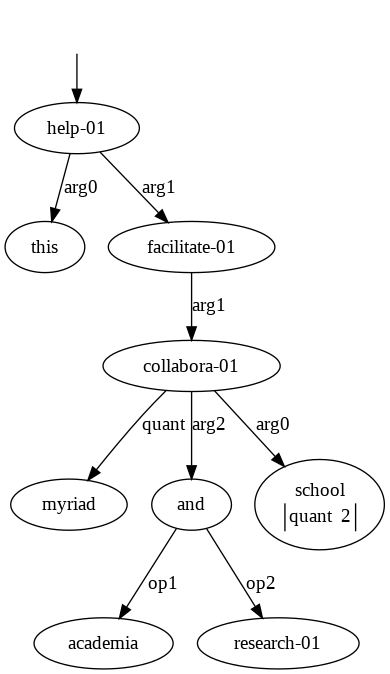 help-01
arg0
arg1
this
facilitate-01
arg1
collabora-01
quant
arg2
arg0
myriad
and
school
|quant 2|
op1
op2
academia
research-01